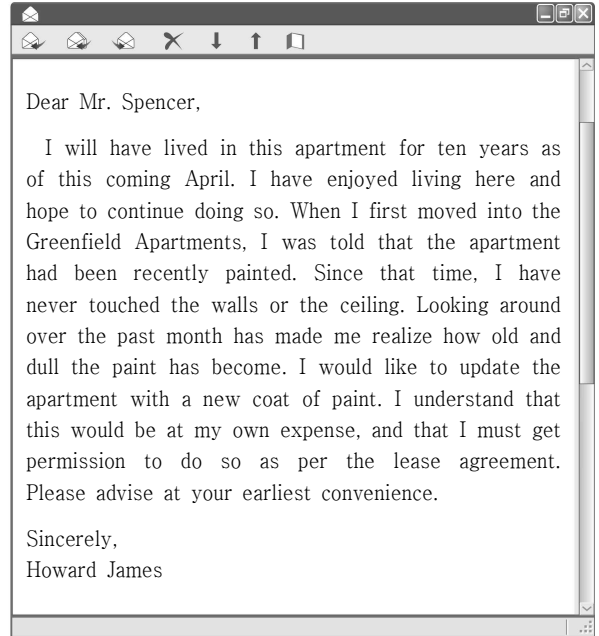 Dear Mr. Spencer,
I will have lived in this apartment for ten years as
of this coming April. I have enjoyed living here and
hope to continue doing so. When I first moved into the
Greenfield Apartments, I was told that the apartment
had been recently painted. Since that time, I have
never touched the walls or the ceiling. Looking around
over the past month has made me realize how old and
dull the paint has become. I would like to update the
apartment with a new coat of paint. I understand that
this would be at my own expense, and that I must get
permission to do so as per the lease agreement.
Please advise at your earliest convenience.
Sincerely,
Howard James